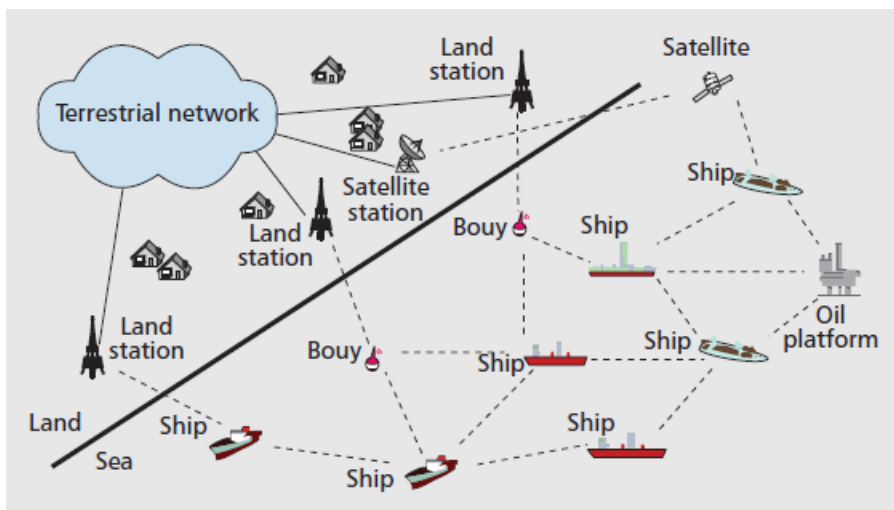 Land
station
Satellite
Terrestrial network
Satellite
station
Ship
Land
station
Bouy
Ship
Land
station
Bouy
Ship
Ship
Oil
platform
Land
Sea
Ship
Ship
Ship